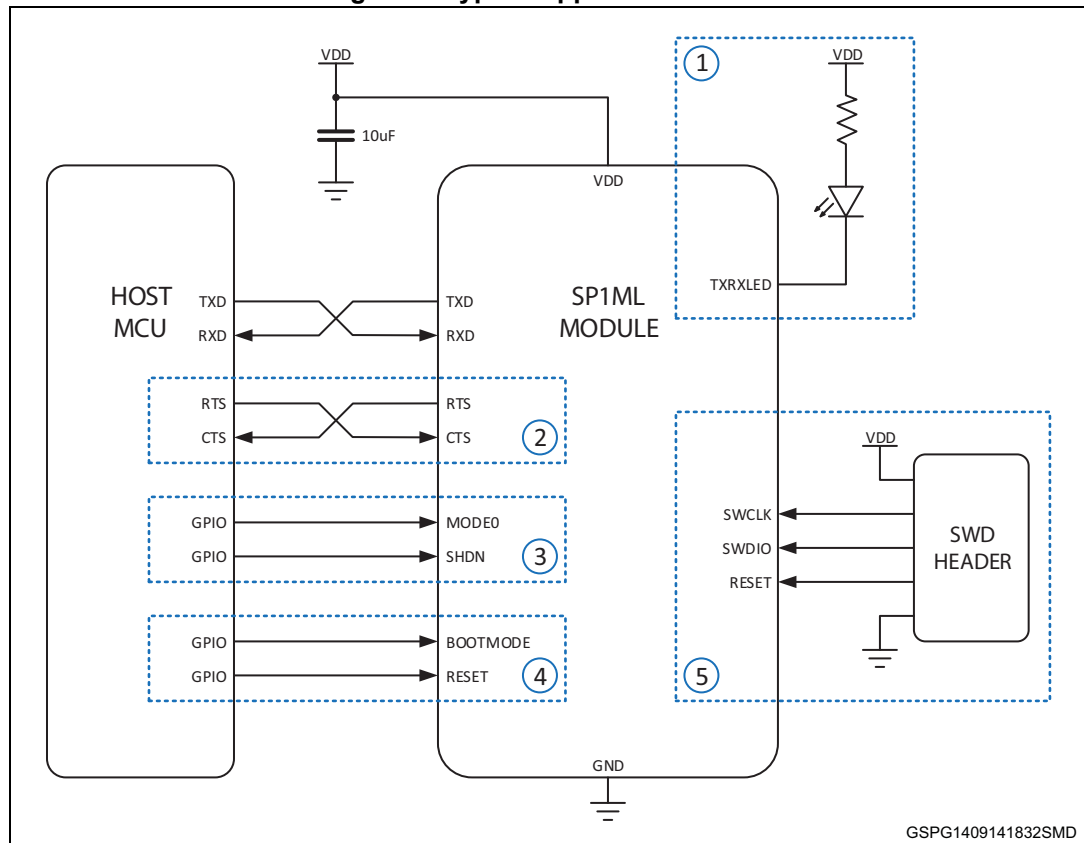 VDD
10uF
1
VDD
VDD
HOST
MCU
TXD
RXD
TXD
RXD
SP1ML
MODULE
TXRXLED
RTS
CTS
RTS
CTS
2
GPIO
GPIO
MODE0
SHDN
3
GPIO
GPIO
BOOTMODE
RESET
4
VDD
SWCLK
SWDIO
RESET
SWD
HEADER
5
GND
GSPG1409141832SMD